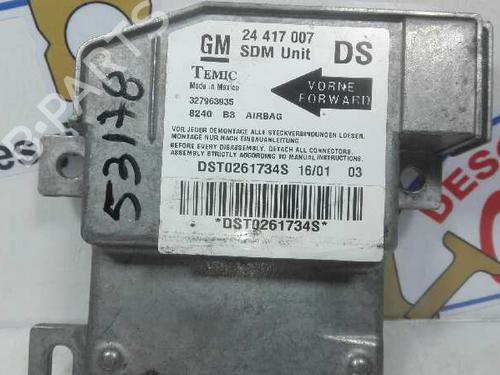 GM
24 417 007
SDM Unit
DS
TEMIC
Made in Mexico
327963935
8240 B3 AIRBAG
VORNE
FORWARD
VOR JEDER DEMONTAGE ALLE STECKVERBINDUNGEN LOESEN.
MONTAGE NUR NACH EINBAUANLEITUNG
BEFORE EVERY DISASSEMBLY, DETACH ALL CONNECTORS.
ASSEMBLY STRICTLY ACCORDING TO MANUAL INSTRUCTIONS.
DST0261734S 16/01 03
*DST0261734S*
53178